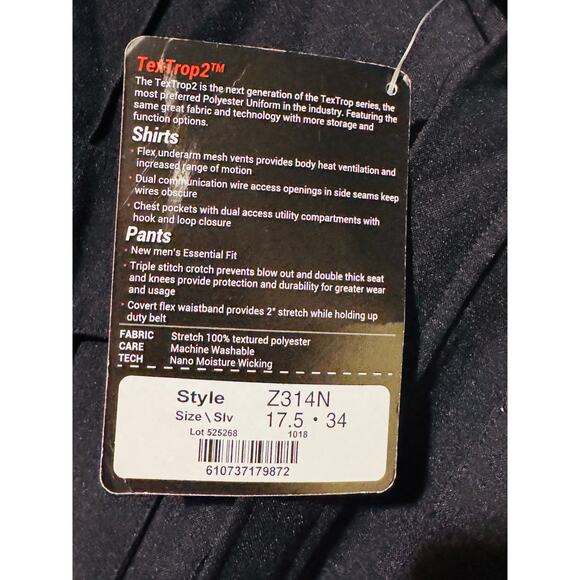 TexTrop2™
The TexTrop2 is the next generation of the TexTrop series, the
most preferred Polyester Uniform in the industry. Featuring the
same great fabric and technology with more storage and
function options.
Shirts
· Flex underarm mesh vents provides body heat ventilation and
increased range of motion
· Dual communication wire access openings in side seams keep
wires obscure
· Chest pockets with dual access utility compartments with
hook and loop closure
Pants
· New men's Essential Fit
· Triple stitch crotch prevents blow out and double thick seat
and knees provide protection and durability for greater wear
and usage
· Covert flex waistband provides 2" stretch while holding up
duty belt
FABRIC Stretch 100% textured polyester
CARE Machine Washable
TECH Nano Moisture Wicking
Style Z314N
Size \ Slv 17.5 · 34
Lot 525268 1018
610737179872